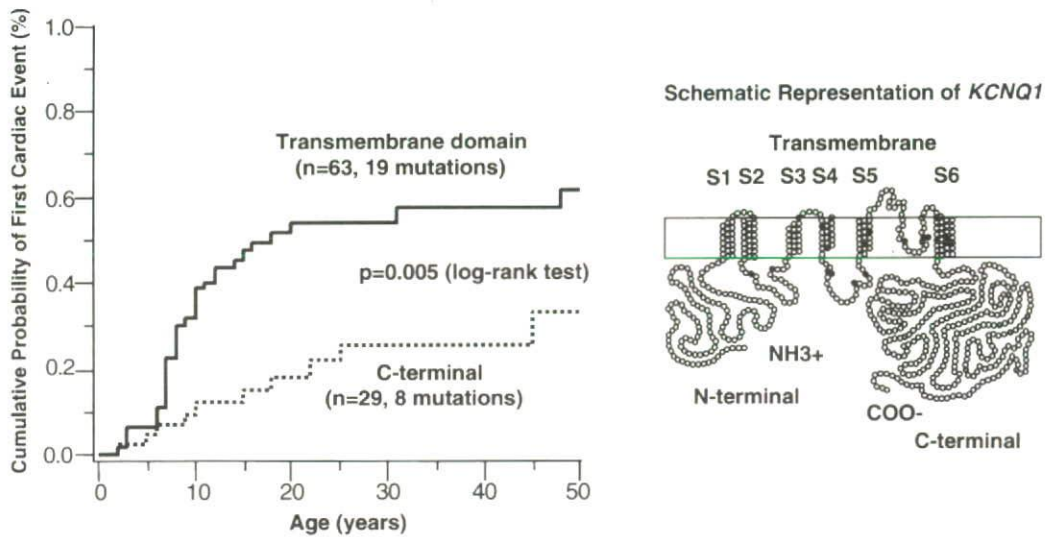 Cumulative Probability of First Cardiac Event (%)
1.0
0.8
0.6
0.4
0.2
0.0
Transmembrane domain
(n=63, 19 mutations)
p=0.005 (log-rank test)
C-terminal
(n=29, 8 mutations)
0
10
20
30
40
50
Age (years)
Schematic Representation of KCNQ1
Transmembrane
S1 S2 S3 S4 S5 S6
NH3+
N-terminal
COO-
C-terminal